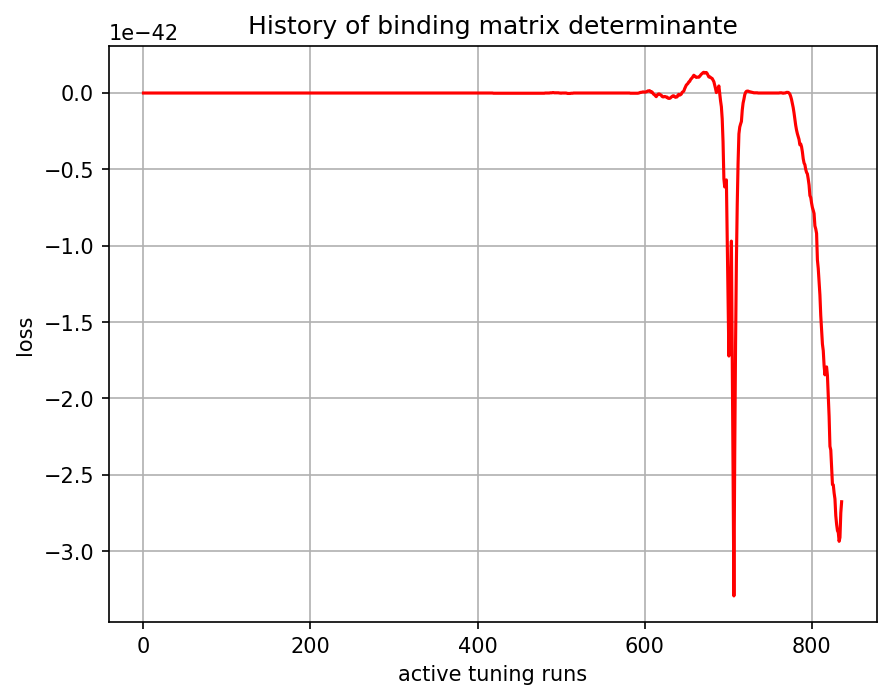 History of binding matrix determinante
1e−42
0.0
−0.5
−1.0
−1.5
−2.0
−2.5
−3.0
loss
0 200 400 600 800
active tuning runs